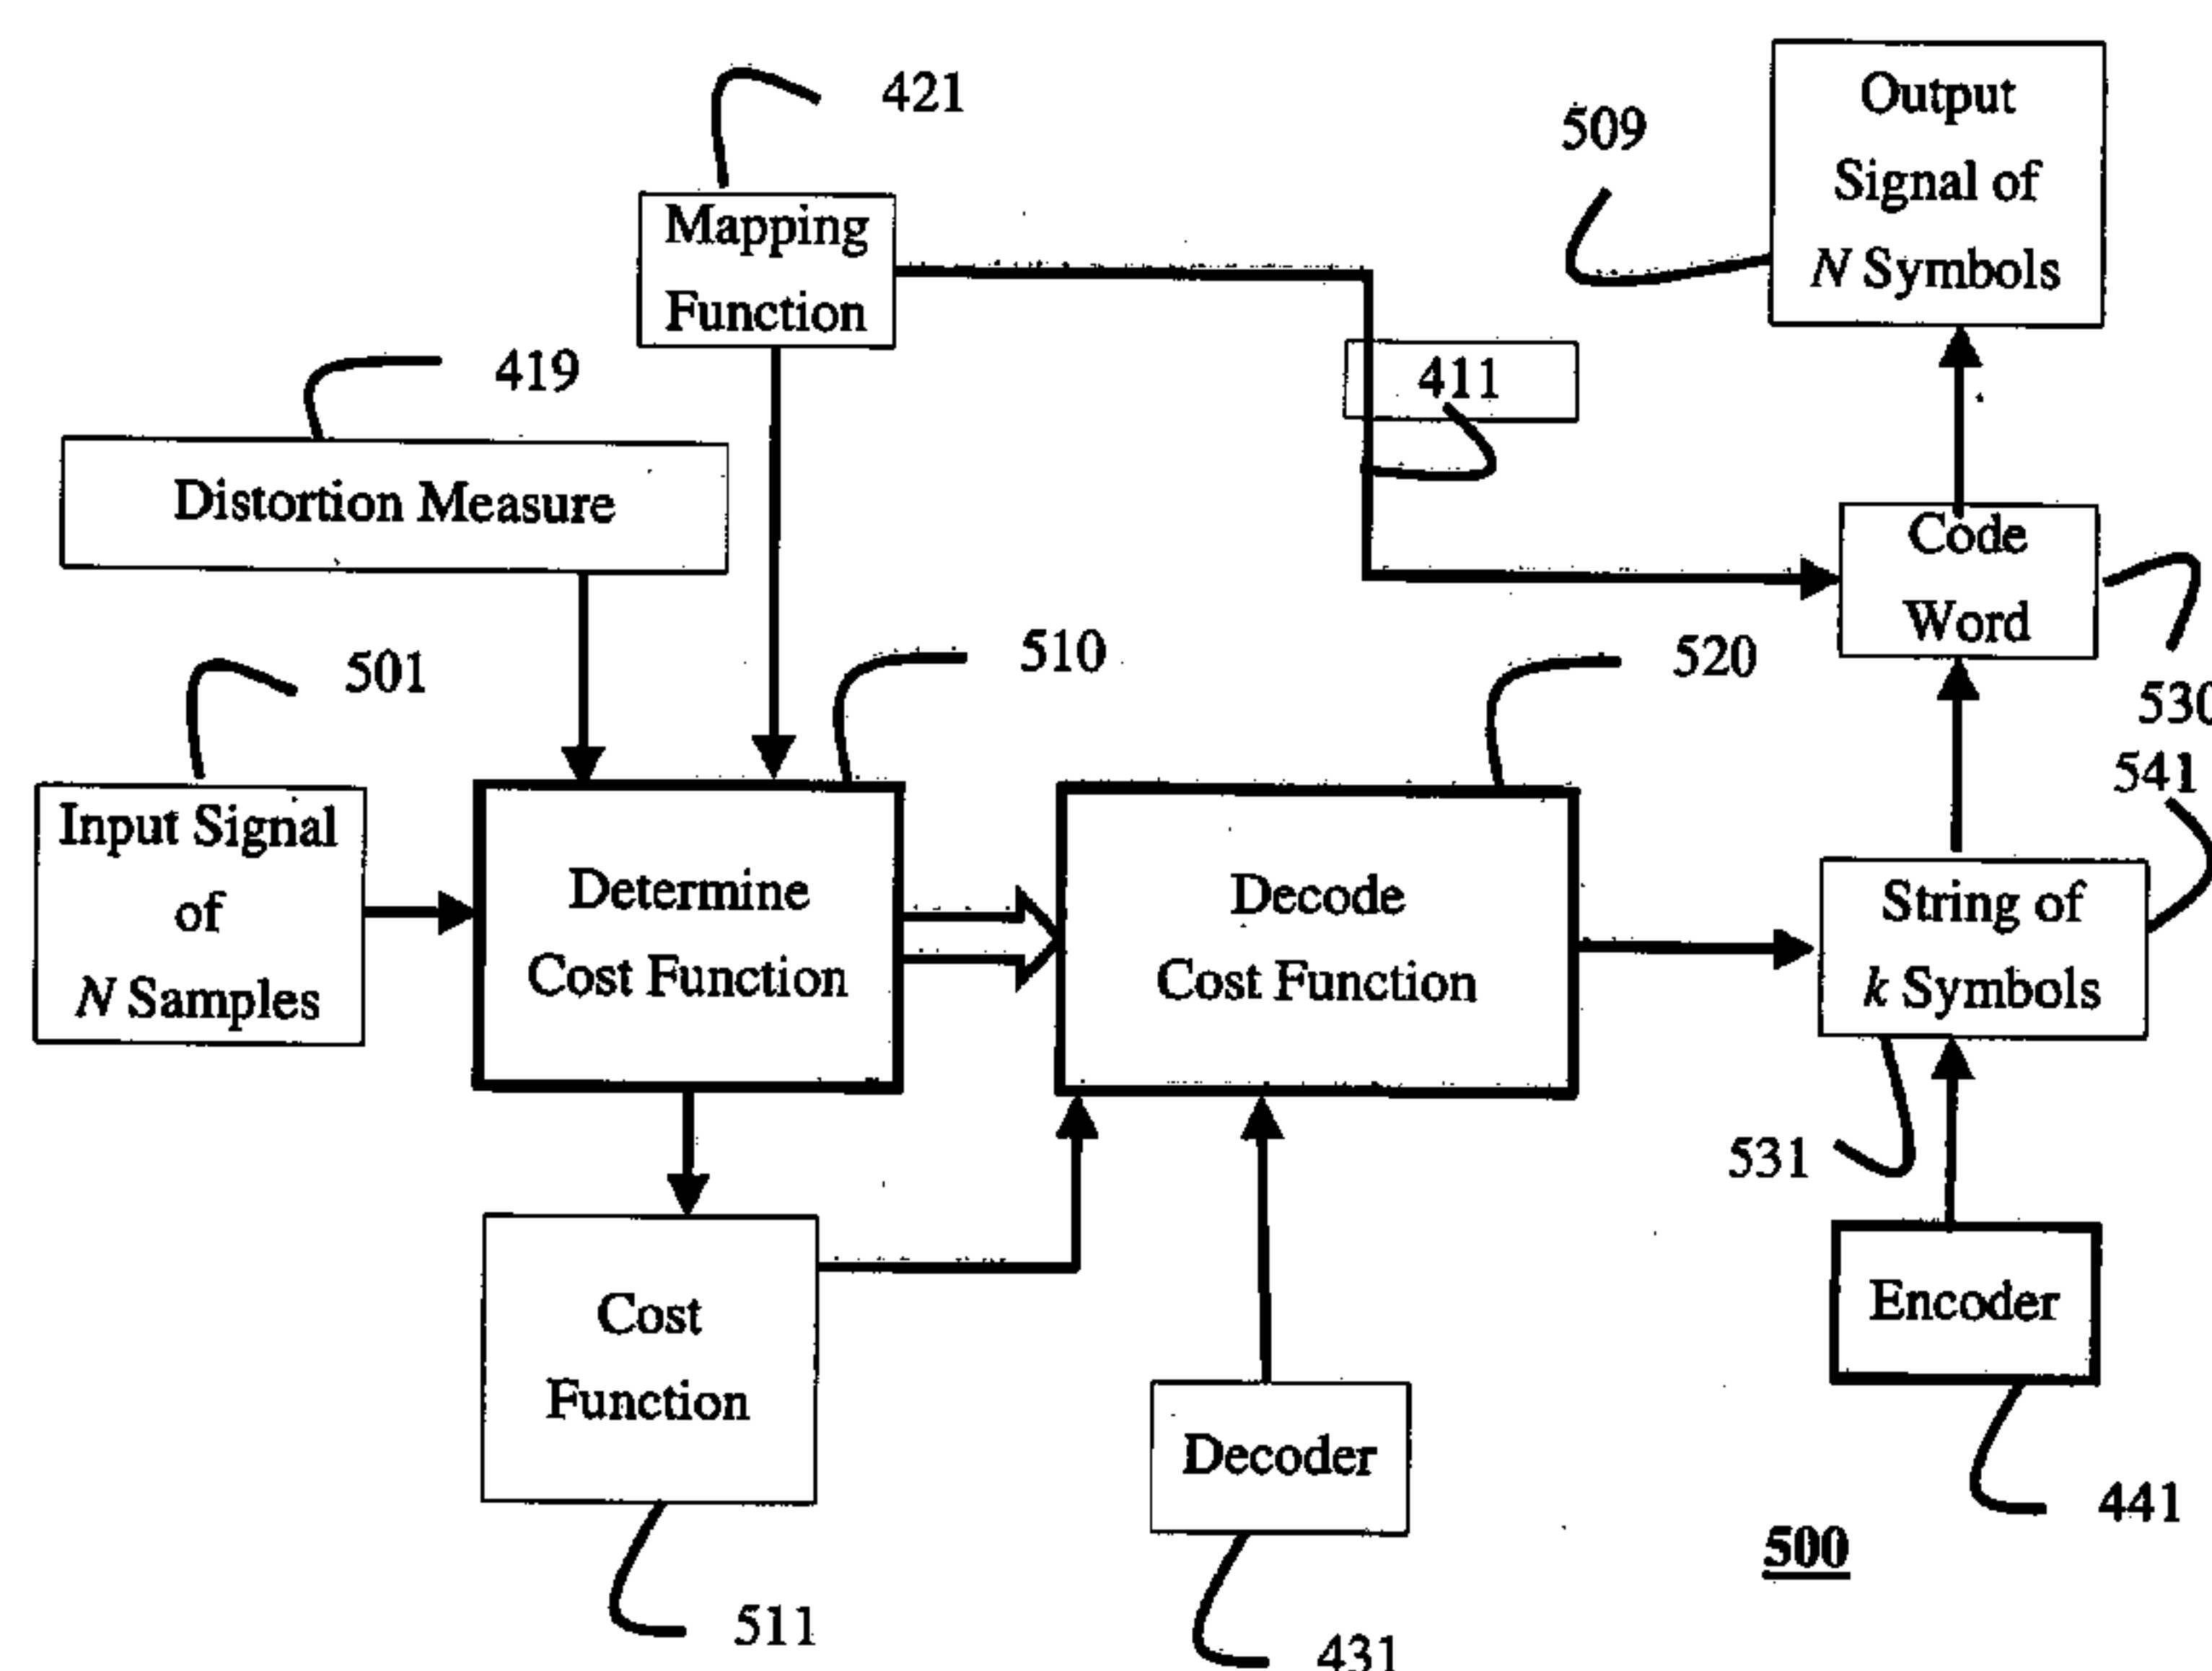 421
Output
Signal of
N Symbols
509
Mapping
Function
419
411
Distortion Measure
Code
Word
501
510
520
530
541
Input Signal
of
N Samples
Determine
Cost Function
Decode
Cost Function
String of
k Symbols
531
Cost
Function
Encoder
Decoder
441
500
511
431